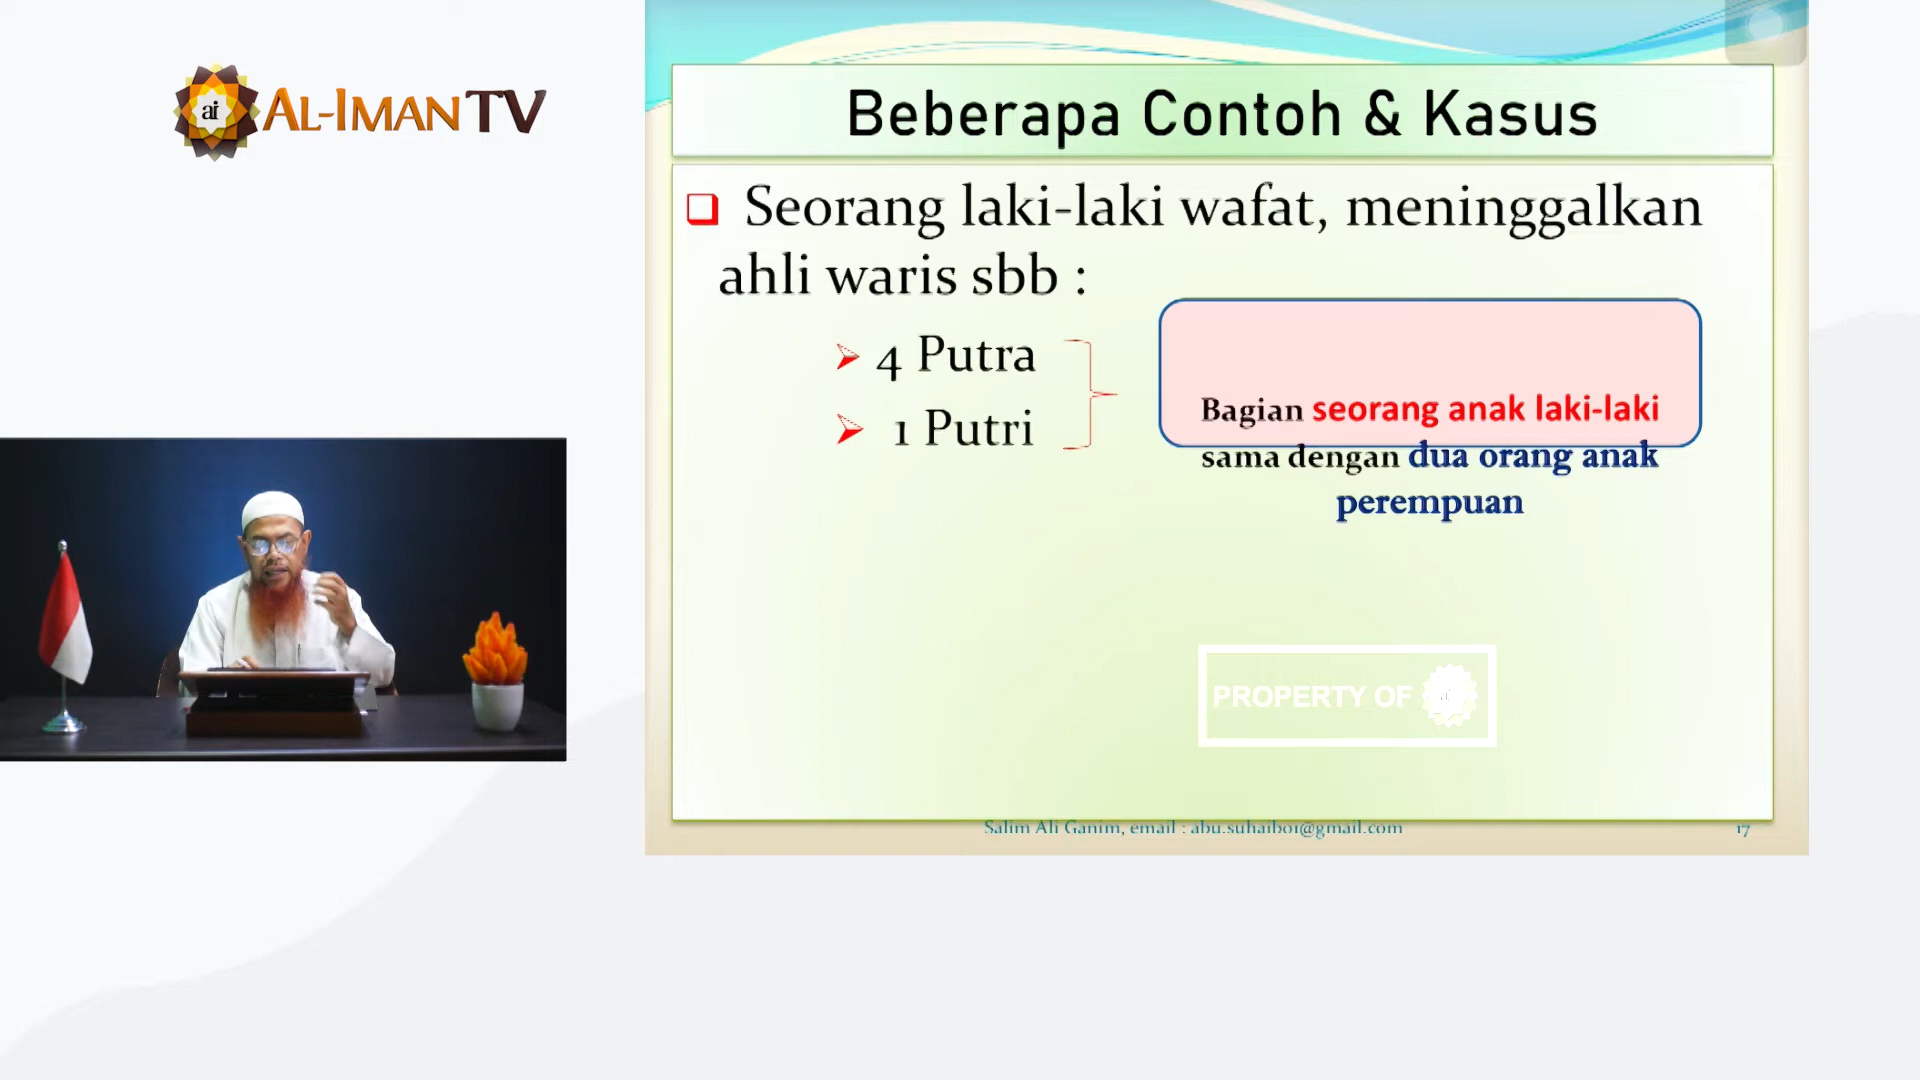 AL-IMAN TV
Beberapa Contoh & Kasus
Seorang laki-laki wafat, meninggalkan
ahli waris sbb :
4 Putra
1 Putri
Bagian seorang anak laki-laki
sama dengan dua orang anak
perempuan
PROPERTY OF ai
Salim Ali Ganim, email : abu.suhaib01@gmail.com
17